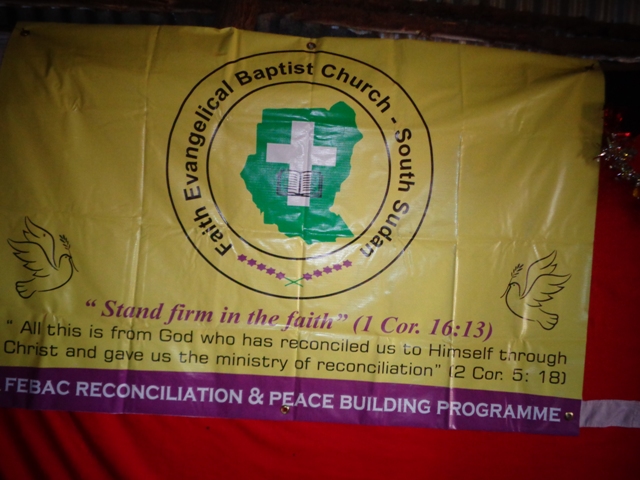 Faith Evangelical Baptist Church - South Sudan
“ Stand firm in the faith” (1 Cor. 16:13)
“ All this is from God who has reconciled us to Himself through
Christ and gave us the ministry of reconciliation” (2 Cor. 5: 18)
FEBAC RECONCILIATION & PEACE BUILDING PROGRAMME